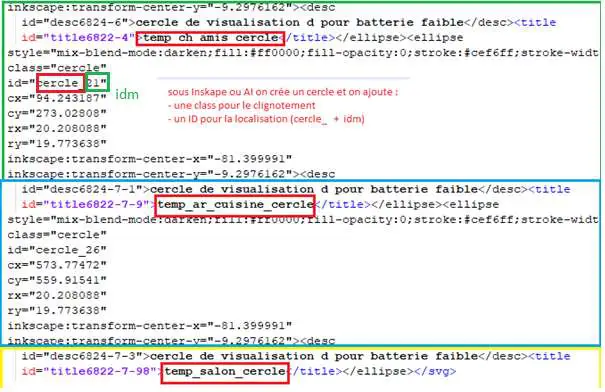 inkscape:transform-center-y="-9.2976162"><desc
id="desc6824-6">cercle de visualisation d pour batterie faible</desc><title
id="title6822-4">temp ch amis cercle</title></ellipse><ellipse
style="mix-blend-mode:darken;fill:#ff0000;fill-opacity:0;stroke:#cef6ff;stroke-widt
class="cercle"
id="cercle_21" idm
cx="94.243187"
cy="273.02808"
rx="20.208088"
ry="19.773638"
inkscape:transform-center-x="-81.399991"
inkscape:transform-center-y="-9.2976162"><desc
sous Inskape ou AI on crée un cercle et on ajoute :
- une class pour le clignotement
- un ID pour la localisation (cercle_ + idm)
id="desc6824-7-1">cercle de visualisation d pour batterie faible</desc><title
id="title6822-7-9">temp_ar_cuisine_cercle</title></ellipse><ellipse
style="mix-blend-mode:darken;fill:#ff0000;fill-opacity:0;stroke:#cef6ff;stroke-widt
class="cercle"
id="cercle_26"
cx="573.77472"
cy="559.91541"
rx="20.208088"
ry="19.773638"
inkscape:transform-center-x="-81.399991"
inkscape:transform-center-y="-9.2976162"><desc
id="desc6824-7-3">cercle de visualisation d pour batterie faible</desc><title
id="title6822-7-98">temp_salon_cercle</title></ellipse></svg>